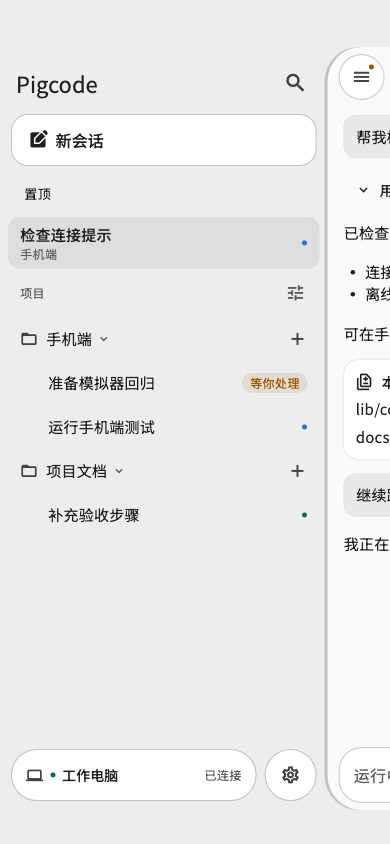 Pigcode
新会话
置顶
检查连接提示
手机端
项目
手机端
准备模拟器回归
等你处理
运行手机端测试
项目文档
补充验收步骤
工作电脑
已连接
帮我
已检查
连接
离线
可在手
lib/c
docs
继续
我正在
运行